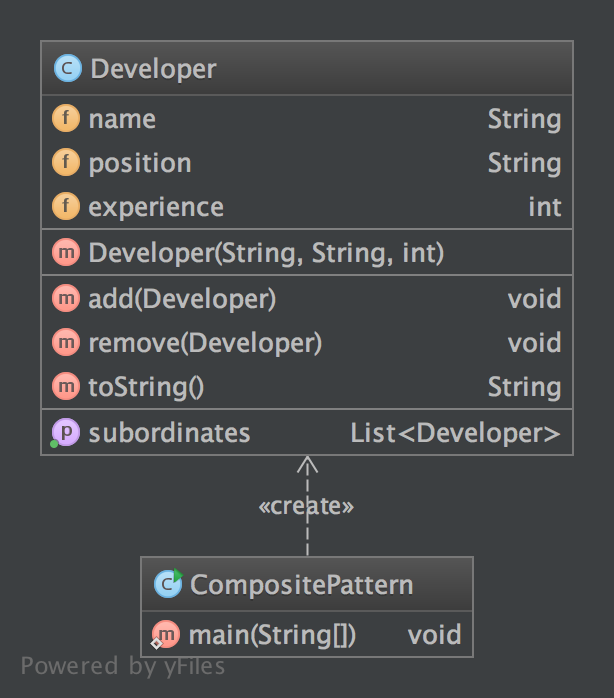 C Developer
f name String
f position String
f experience int
m Developer(String, String, int)
m add(Developer) void
m remove(Developer) void
m toString() String
p subordinates List<Developer>
«create»
C CompositePattern
m main(String[]) void
Powered by yFiles